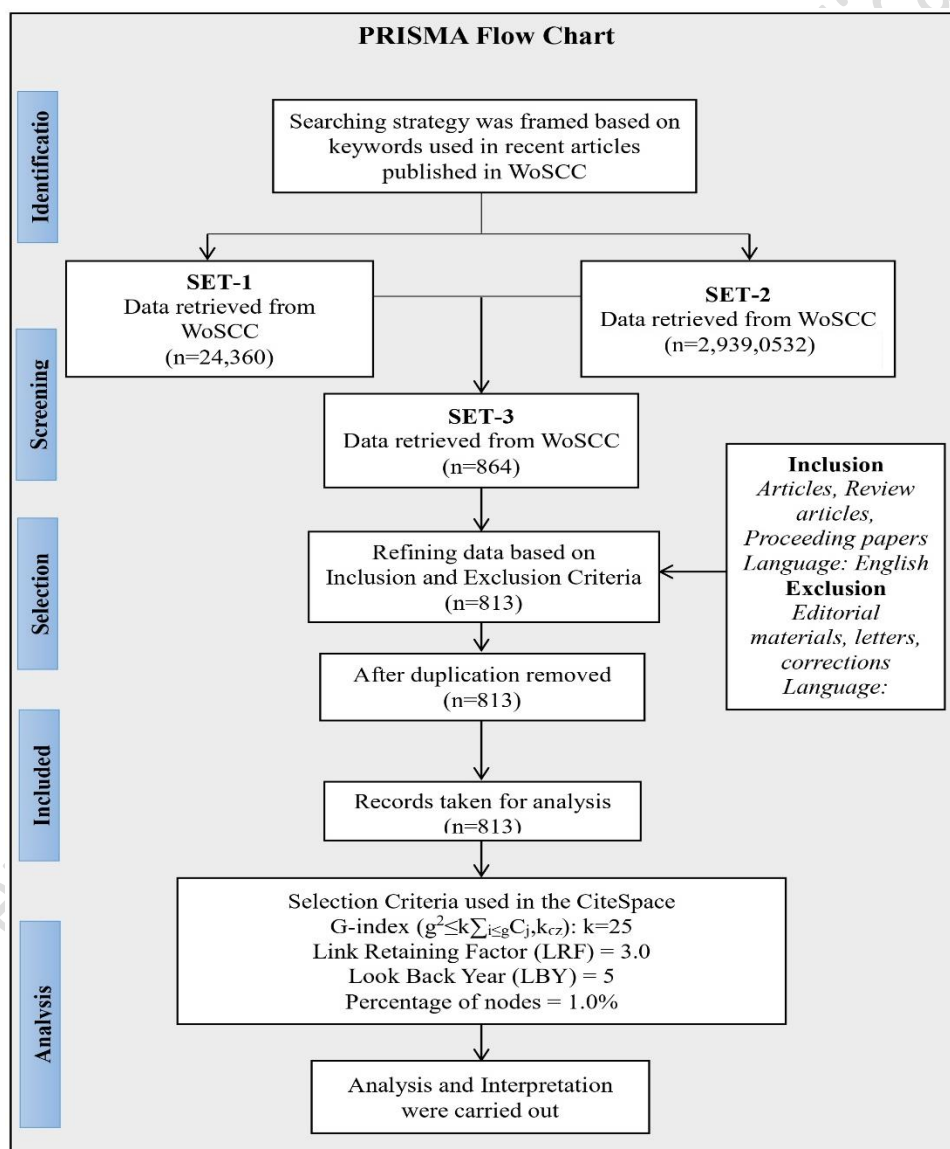 PRISMA Flow Chart
Identificatio
Searching strategy was framed based on
keywords used in recent articles
published in WoSCC
SET-1
Data retrieved from
WoSCC
(n=24,360)
SET-2
Data retrieved from WoSCC
(n=2,939,0532)
Screening
SET-3
Data retrieved from WoSCC
(n=864)
Inclusion
Articles, Review
articles,
Proceeding papers
Language: English
Exclusion
Editorial
materials, letters,
corrections
Language:
Selection
Refining data based on
Inclusion and Exclusion Criteria
(n=813)
After duplication removed
(n=813)
Included
Records taken for analysis
(n=813)
Analysis
Selection Criteria used in the CiteSpace
G-index (g²≤k∑i≤gCj,kcz): k=25
Link Retaining Factor (LRF) = 3.0
Look Back Year (LBY) = 5
Percentage of nodes = 1.0%
Analysis and Interpretation
were carried out